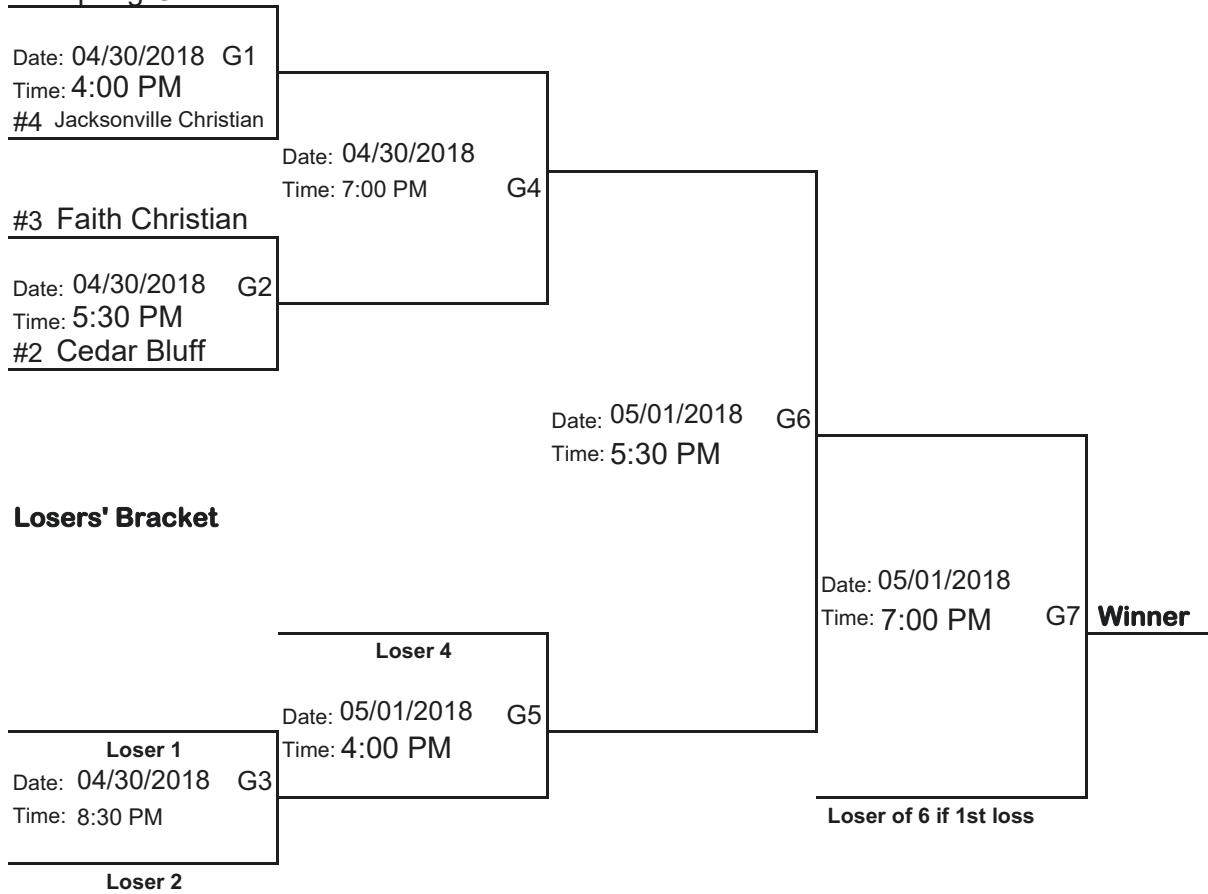 Date: 04/30/2018 G1
Time: 4:00 PM
#4 Jacksonville Christian
Date: 04/30/2018
Time: 7:00 PM G4
#3 Faith Christian
Date: 04/30/2018 G2
Time: 5:30 PM
#2 Cedar Bluff
Date: 05/01/2018 G6
Time: 5:30 PM
Losers' Bracket
Date: 05/01/2018
Time: 7:00 PM G7 Winner
Loser 4
Date: 05/01/2018 G5
Time: 4:00 PM
Loser 1
Date: 04/30/2018 G3
Time: 8:30 PM
Loser of 6 if 1st loss
Loser 2